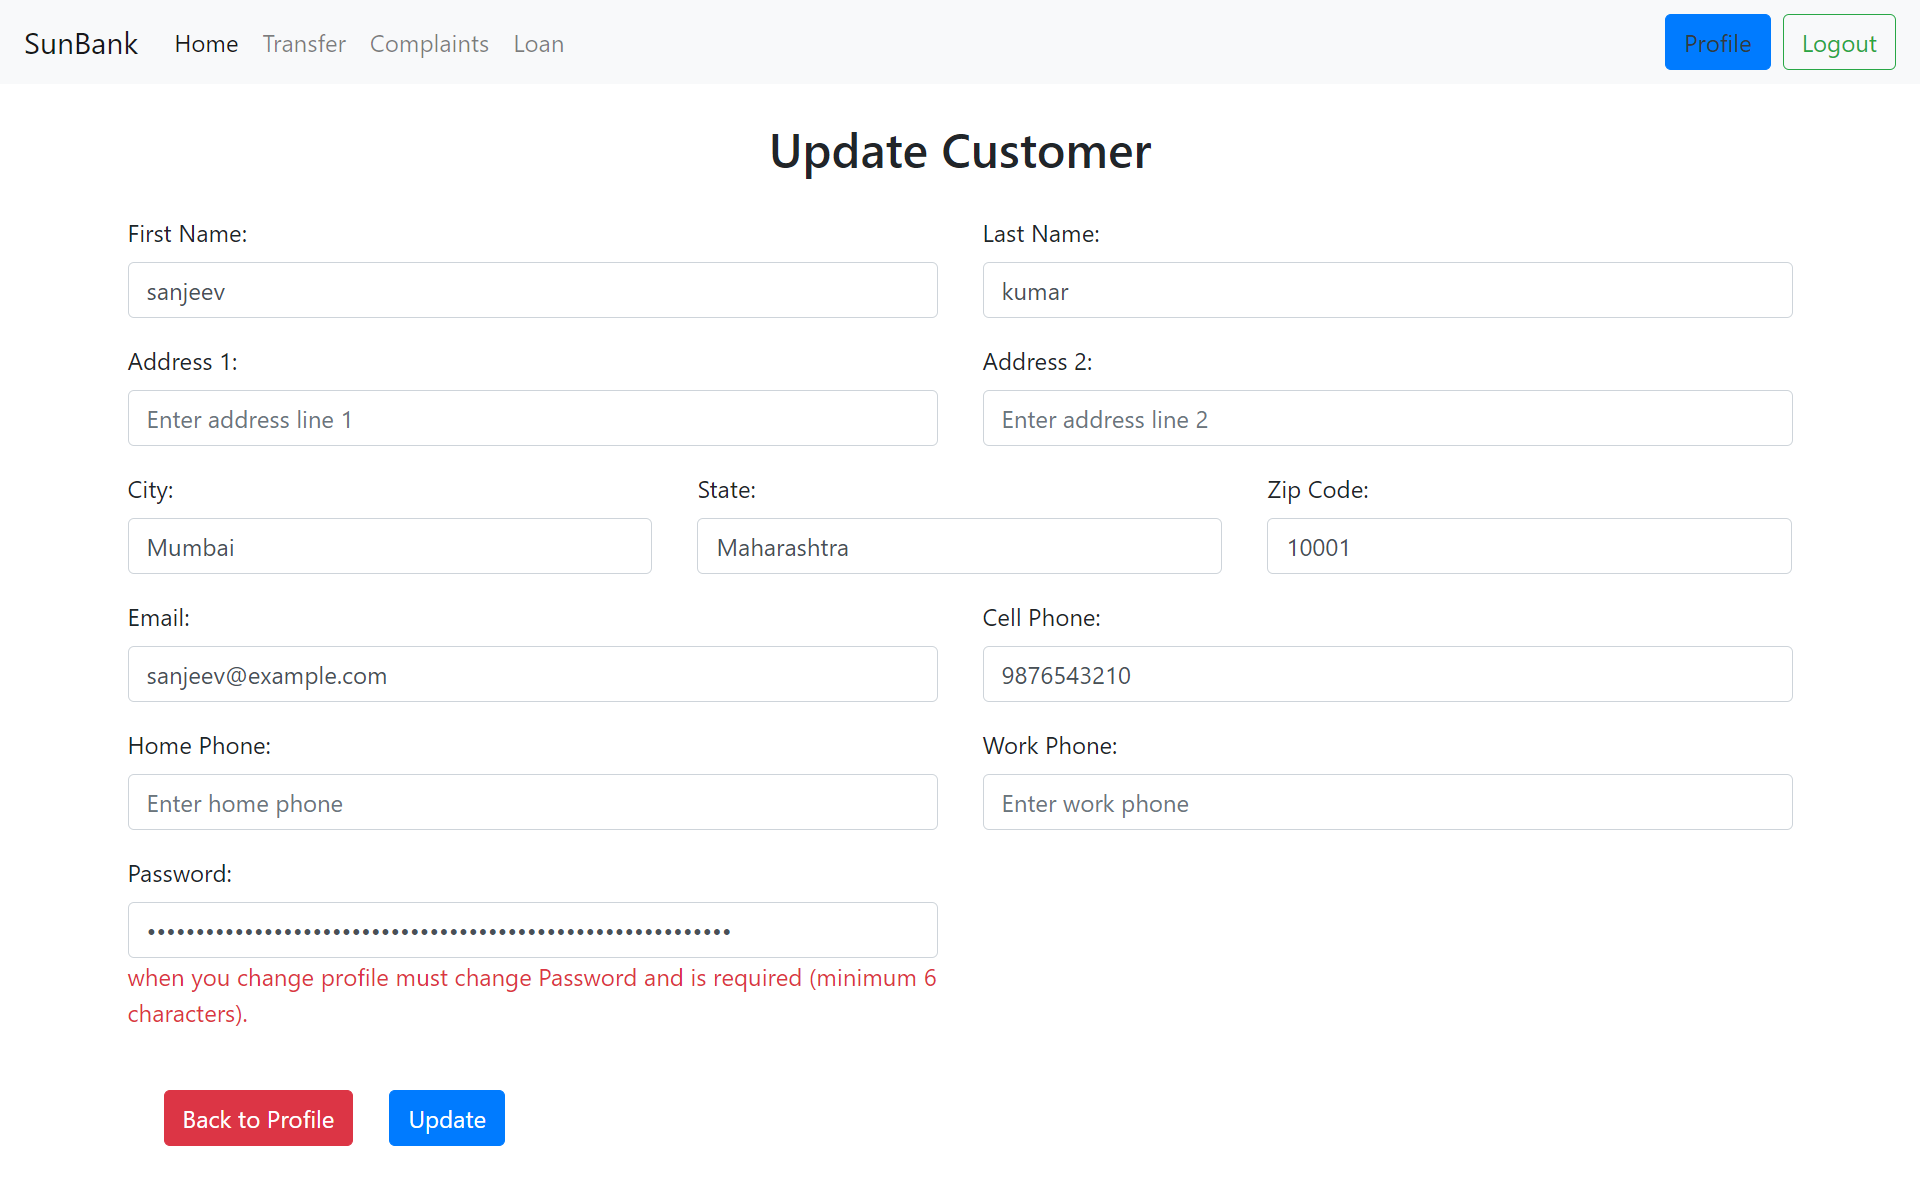 SunBank Home Transfer Complaints Loan Profile Logout
Update Customer
First Name: Last Name:
sanjeev kumar
Address 1: Address 2:
Enter address line 1 Enter address line 2
City: State: Zip Code:
Mumbai Maharashtra 10001
Email: Cell Phone:
sanjeev@example.com 9876543210
Home Phone: Work Phone:
Enter home phone Enter work phone
Password:
when you change profile must change Password and is required (minimum 6
characters).
Back to Profile Update